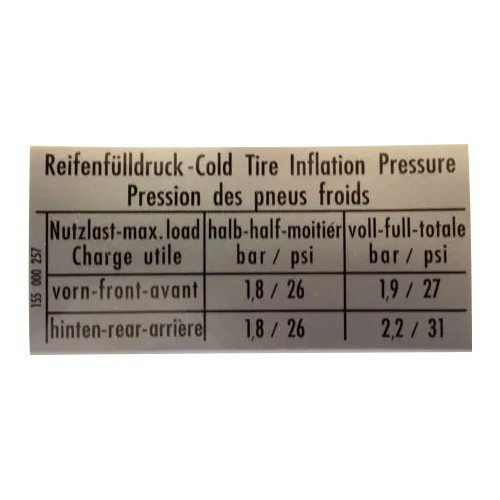 Reifenfülldruck-Cold Tire Inflation Pressure
Pression des pneus froids
Nutzlast-max.load halb-half-moitiér voll-full-totale
Charge utile bar / psi bar / psi
vorn-front-avant 1,8 / 26 1,9 / 27
hinten-rear-arrière 1,8 / 26 2,2 / 31
155 000 257